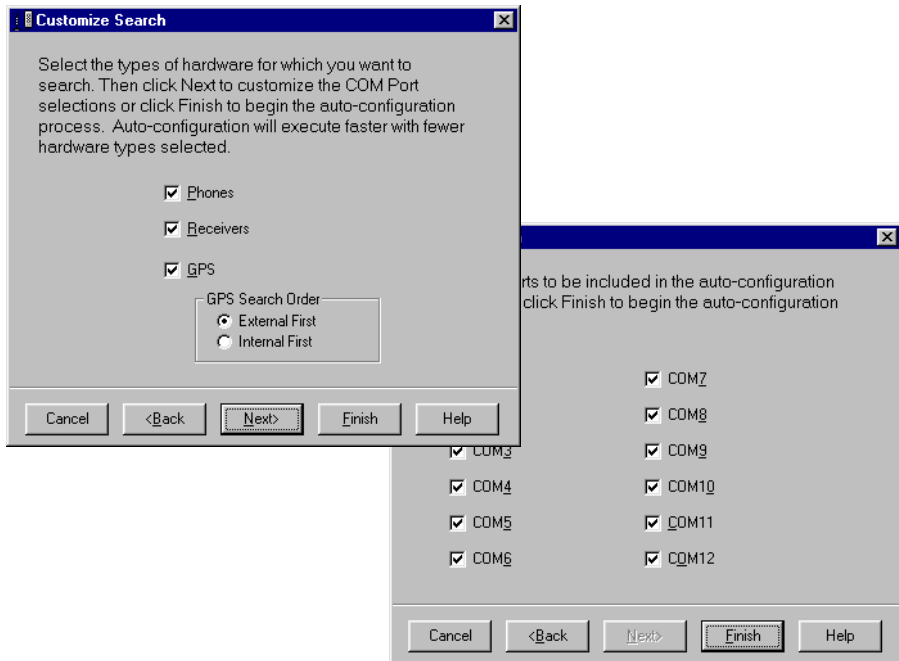 Customize Search
Select the types of hardware for which you want to
search. Then click Next to customize the COM Port
selections or click Finish to begin the auto-configuration
process. Auto-configuration will execute faster with fewer
hardware types selected.
Phones
Receivers
GPS
GPS Search Order
External First
Internal First
Cancel
<Back
Next>
Finish
Help
to be included in the auto-configuration
click Finish to begin the auto-configuration
COM3
COM4
COM5
COM6
COM7
COM8
COM9
COM10
COM11
COM12
Cancel
<Back
Next>
Finish
Help